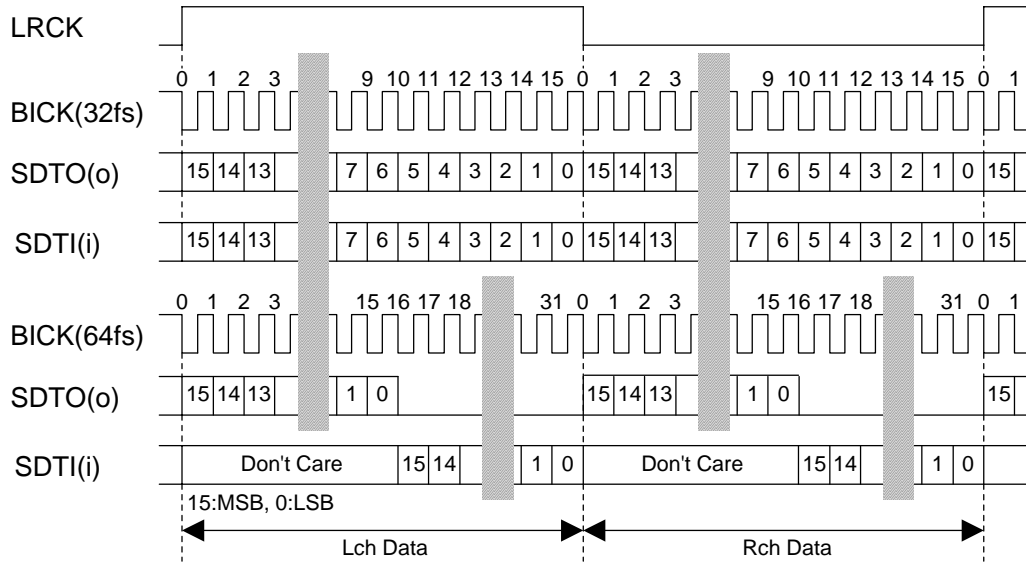 LRCK
0 1 2 3 9 10 11 12 13 14 15 0 1 2 3 9 10 11 12 13 14 15 0 1
BICK(32fs)
SDTO(o) 15 14 13 7 6 5 4 3 2 1 0 15 14 13 7 6 5 4 3 2 1 0 15
SDTI(i) 15 14 13 7 6 5 4 3 2 1 0 15 14 13 7 6 5 4 3 2 1 0 15
0 1 2 3 15 16 17 18 31 0 1 2 3 15 16 17 18 31 0 1
BICK(64fs)
SDTO(o) 15 14 13 1 0 15 14 13 1 0 15
SDTI(i) Don't Care 15 14 1 0 Don't Care 15 14 1 0
15:MSB, 0:LSB
Lch Data Rch Data